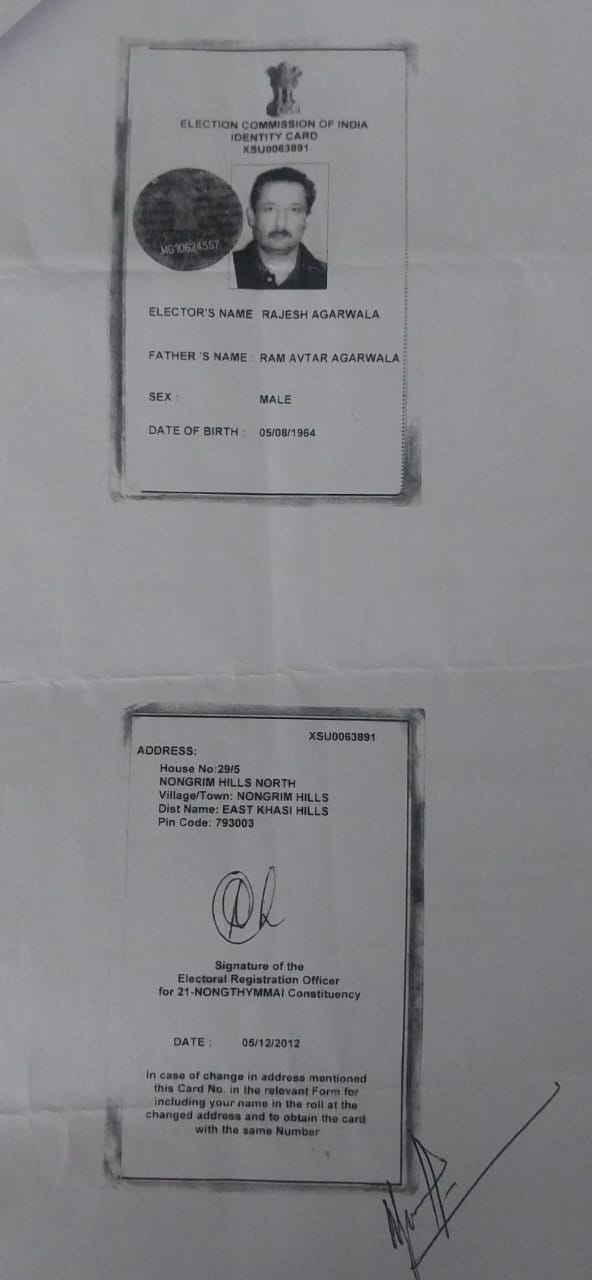 ELECTION COMMISSION OF INDIA
IDENTITY CARD
XSU0063891
MG10624557
ELECTOR'S NAME RAJESH AGARWALA
FATHER 'S NAME : RAM AVTAR AGARWALA
SEX : MALE
DATE OF BIRTH : 05/08/1964
XSU0063891
ADDRESS:
House No:29/5
NONGRIM HILLS NORTH
Village/Town: NONGRIM HILLS
Dist Name: EAST KHASI HILLS
Pin Code: 793003
Signature of the
Electoral Registration Officer
for 21-NONGTHYMMAI Constituency
DATE : 05/12/2012
In case of change in address mentioned
this Card No. in the relevant Form for
including your name in the roll at the
changed address and to obtain the card
with the same Number